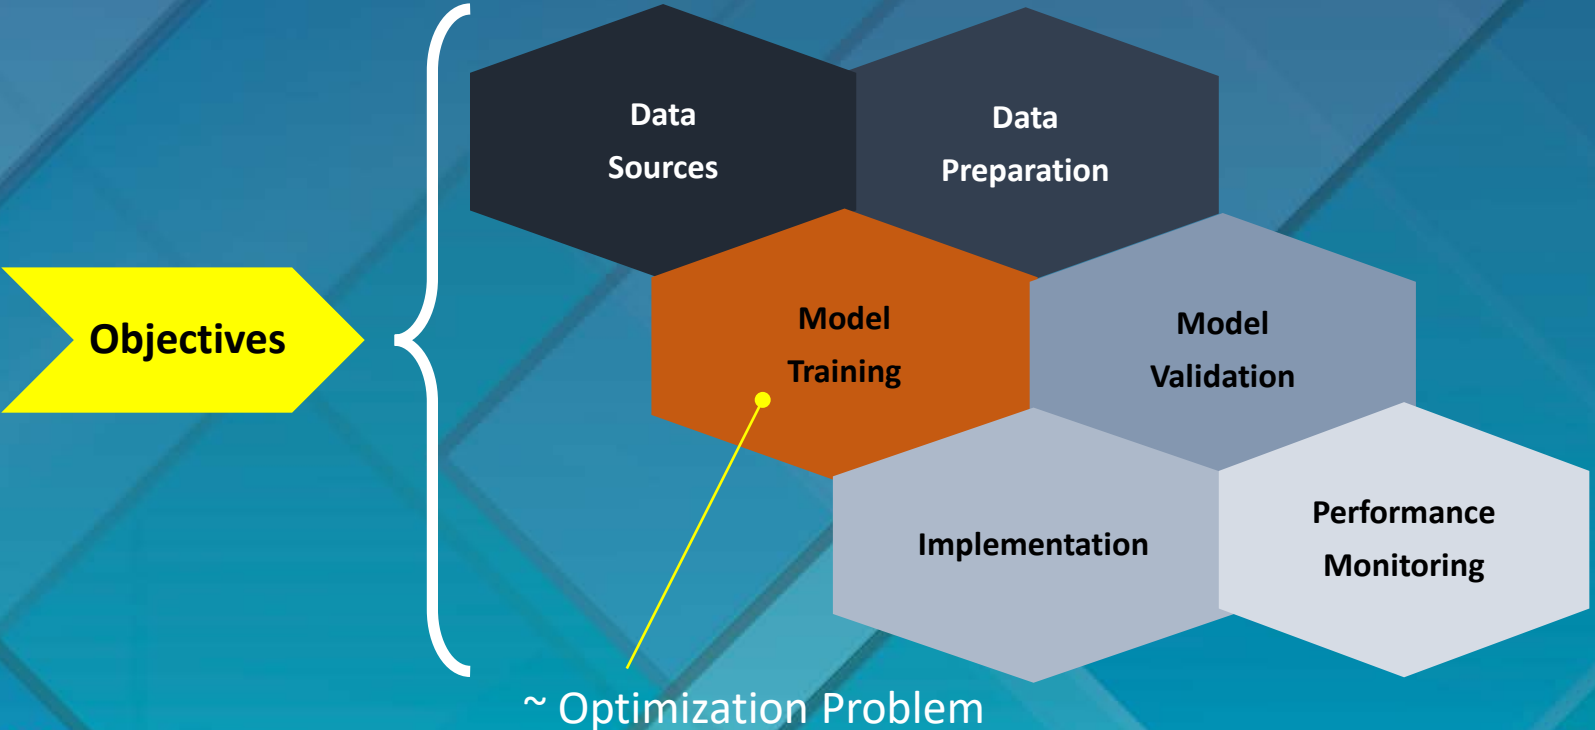 Objectives
Data
Sources
Data
Preparation
Model
Training
Model
Validation
Implementation
Performance
Monitoring
~ Optimization Problem